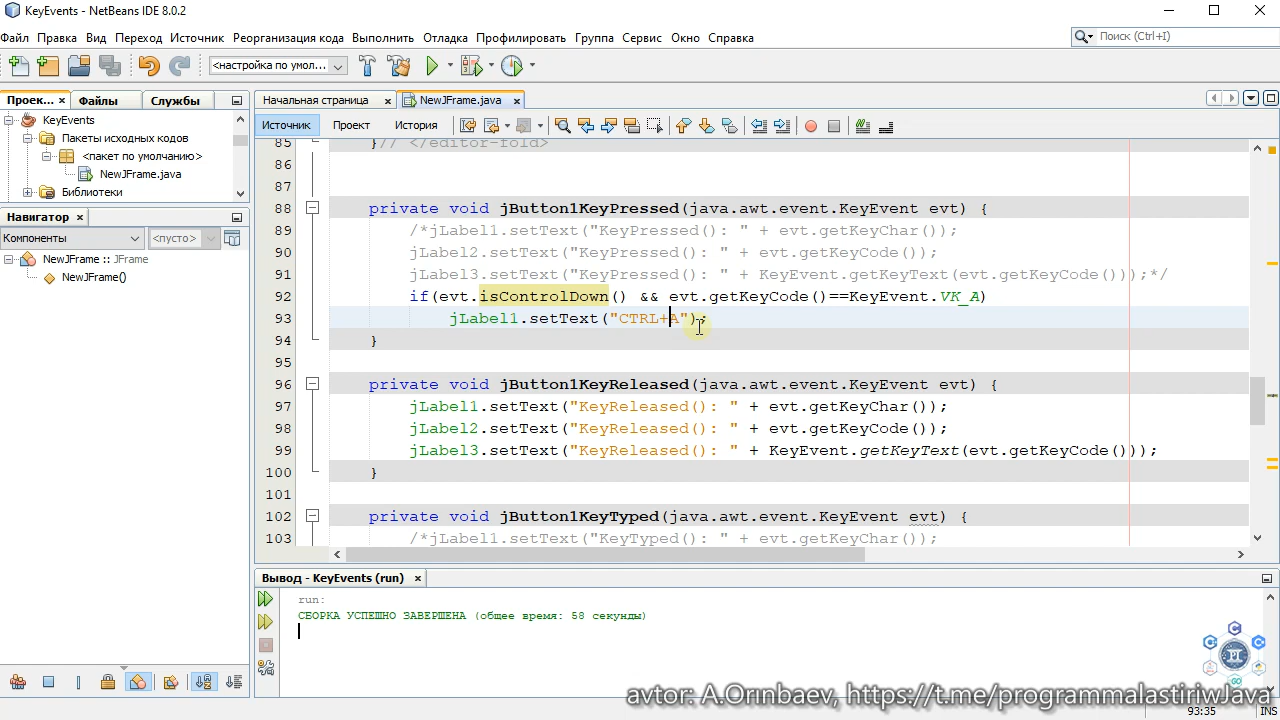 KeyEvents - NetBeans IDE 8.0.2
Файл Правка Вид Переход Источник Реорганизация кода Выполнить Отладка Профилировать Группа Сервис Окно Справка
Поиск (Ctrl+I)
<настройка по умол...
Проек... Файлы Службы
Начальная страница NewJFrame.java
KeyEvents
Пакеты исходных кодов
<пакет по умолчанию>
NewJFrame.java
Библиотеки
Источник Проект История
Навигатор
Компоненты <пусто>
NewJFrame :: JFrame
NewJFrame()
85 }// </editor-fold>
86
87
88 private void jButton1KeyPressed(java.awt.event.KeyEvent evt) {
89 /*jLabel1.setText("KeyPressed(): " + evt.getKeyChar());
90 jLabel2.setText("KeyPressed(): " + evt.getKeyCode());
91 jLabel3.setText("KeyPressed(): " + KeyEvent.getKeyText(evt.getKeyCode()));*/
92 if(evt.isControlDown() && evt.getKeyCode()==KeyEvent.VK_A)
93 jLabel1.setText("CTRL+A");
94 }
95
96 private void jButton1KeyReleased(java.awt.event.KeyEvent evt) {
97 jLabel1.setText("KeyReleased(): " + evt.getKeyChar());
98 jLabel2.setText("KeyReleased(): " + evt.getKeyCode());
99 jLabel3.setText("KeyReleased(): " + KeyEvent.getKeyText(evt.getKeyCode()));
100 }
101
102 private void jButton1KeyTyped(java.awt.event.KeyEvent evt) {
103 /*jLabel1.setText("KeyTyped(): " + evt.getKeyChar());
Вывод - KeyEvents (run)
run:
СБОРКА УСПЕШНО ЗАВЕРШЕНА (общее время: 58 секунды)
avtor: A.Orınbaev, https://t.me/programmalastiriwJava
93:35 INS